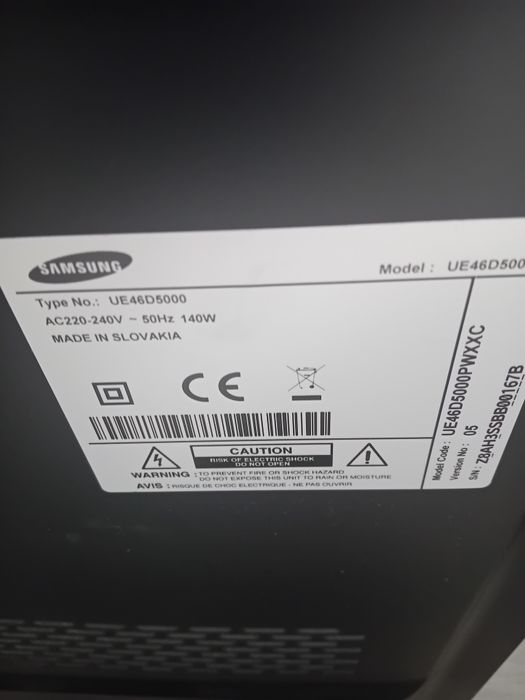 SAMSUNG
Model : UE46D500
Type No.: UE46D5000
AC220-240V ~ 50Hz 140W
MADE IN SLOVAKIA
CE
CAUTION
RISK OF ELECTRIC SHOCK
DO NOT OPEN
WARNING : TO PREVENT FIRE OR SHOCK HAZARD
DO NOT EXPOSE THIS UNIT TO RAIN OR MOISTURE
AVIS : RISQUE DE CHOC ELECTRIQUE - NE PAS OUVRIR
Model Code : UE46D5000PWXXC
Version No : 05
S/N : Z8AH3SSBB00167B